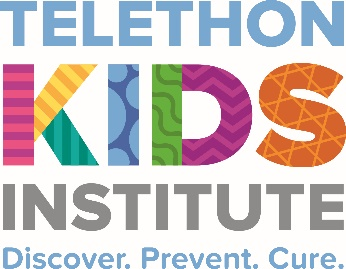 TELETHON
KIDS
INSTITUTE
Discover. Prevent. Cure.